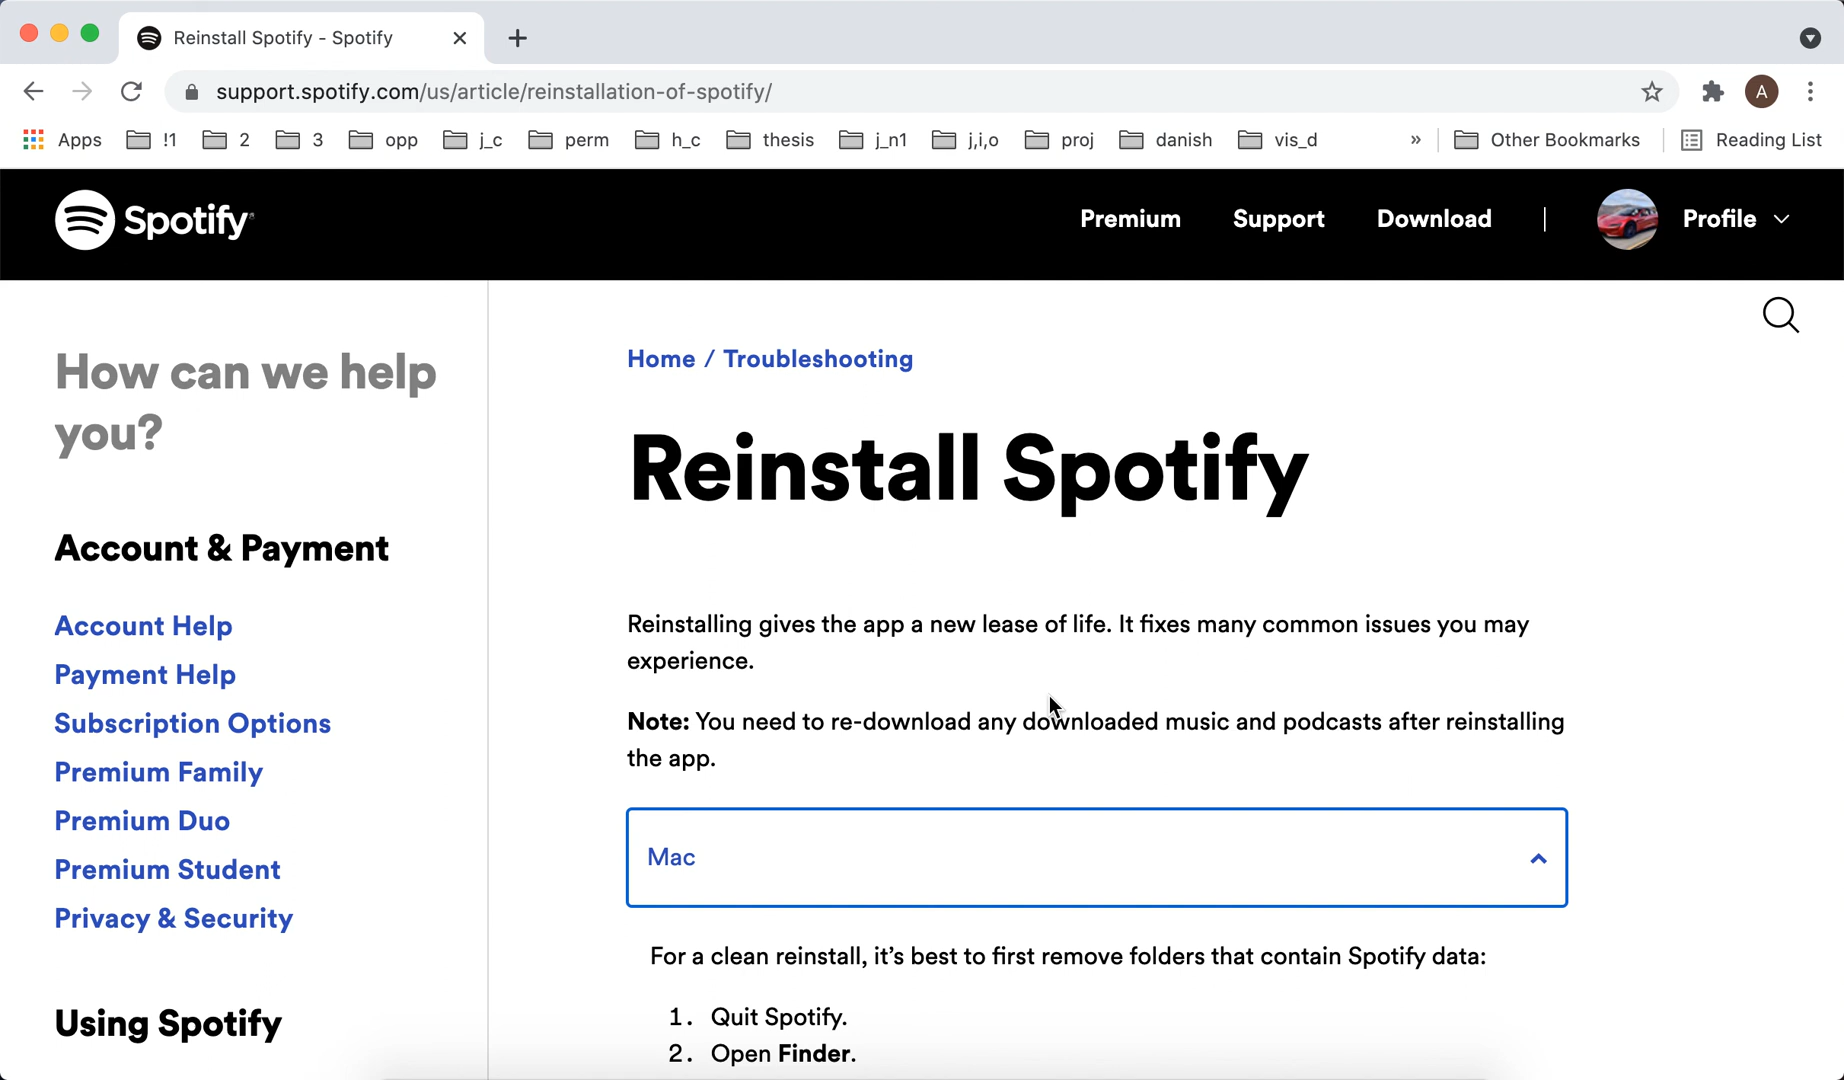 Reinstall Spotify - Spotify
support.spotify.com/us/article/reinstallation-of-spotify/
A
Apps !1 2 3 opp j_c perm h_c thesis j_n1 j,i,o proj danish vis_d » Other Bookmarks Reading List
Spotify® Premium Support Download | Profile
How can we help
you?
Account & Payment
Account Help
Payment Help
Subscription Options
Premium Family
Premium Duo
Premium Student
Privacy & Security
Using Spotify
Home / Troubleshooting
Reinstall Spotify
Reinstalling gives the app a new lease of life. It fixes many common issues you may
experience.
Note: You need to re-download any downloaded music and podcasts after reinstalling
the app.
Mac
For a clean reinstall, it’s best to first remove folders that contain Spotify data:
1. Quit Spotify.
2. Open Finder.